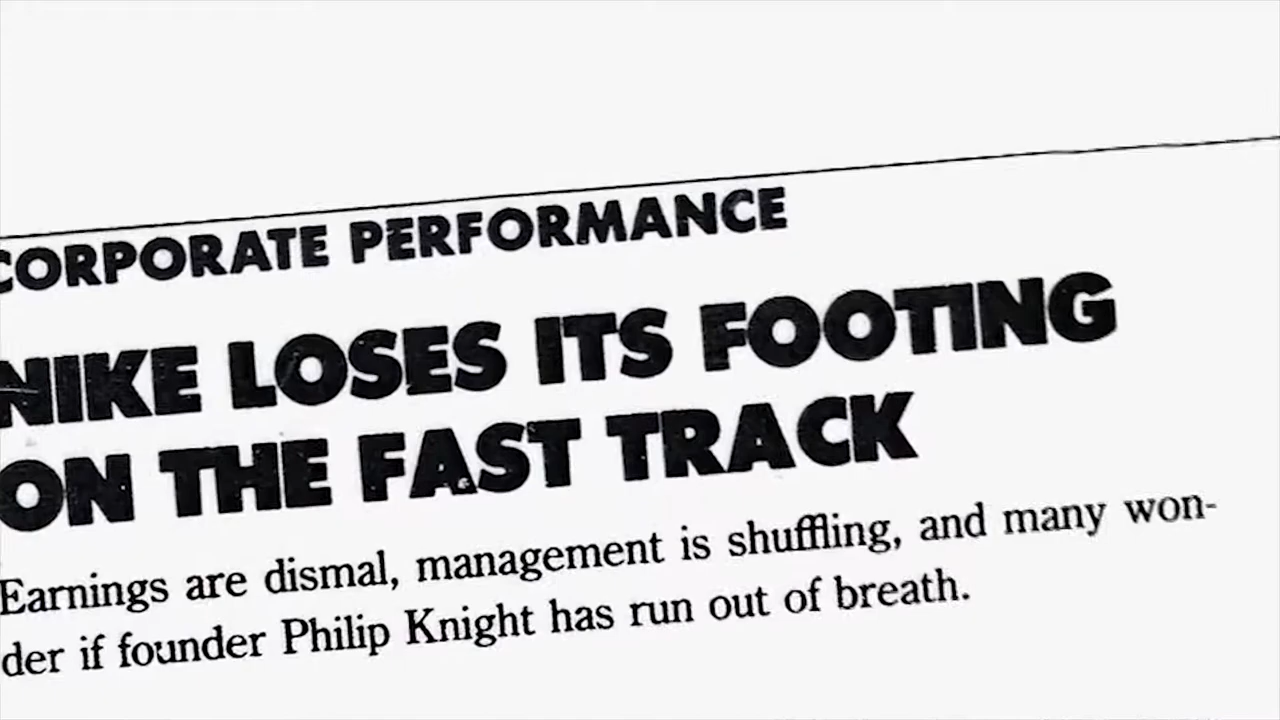 CORPORATE PERFORMANCE
NIKE LOSES ITS FOOTING
ON THE FAST TRACK
Earnings are dismal, management is shuffling, and many won-
der if founder Philip Knight has run out of breath.